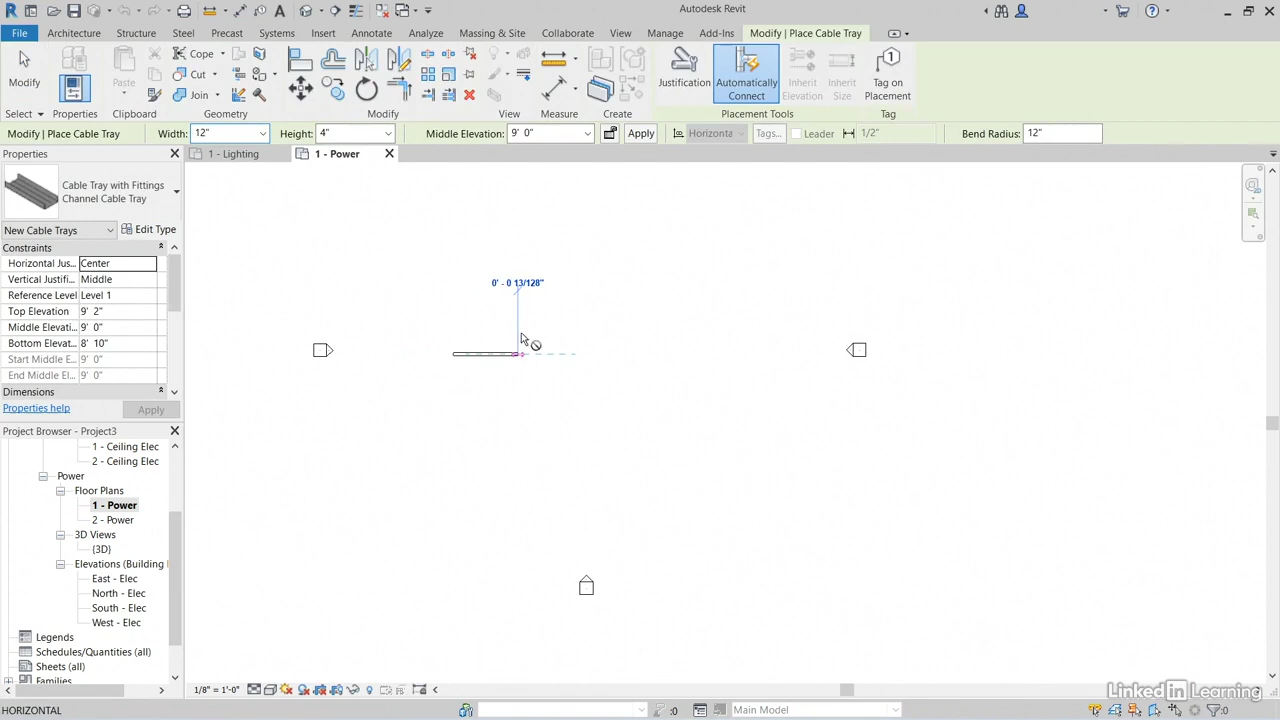 Autodesk Revit
File Architecture Structure Steel Precast Systems Insert Annotate Analyze Massing & Site Collaborate View Manage Add-Ins Modify | Place Cable Tray
Modify Paste Cope Cut Join Justification Automatically Connect Inherit Elevation Inherit Size Tag on Placement
Select Properties Clipboard Geometry Modify View Measure Create Placement Tools
Modify | Place Cable Tray Width: 12" Height: 4" Middle Elevation: 9' 0" Apply Horizonta Tags... Leader 1/2" Bend Radius: 12"
Properties 1 - Lighting 1 - Power
Cable Tray with Fittings
Channel Cable Tray
New Cable Trays Edit Type
Constraints
Horizontal Jus... Center
Vertical Justifi... Middle
Reference Level Level 1
Top Elevation 9' 2"
Middle Elevati... 9' 0"
Bottom Elevat... 8' 10"
Start Middle E... 9' 0"
End Middle El... 9' 0"
Dimensions
Properties help Apply
0' - 0 13/128"
Project Browser - Project3
1 - Ceiling Elec
2 - Ceiling Elec
Power
Floor Plans
1 - Power
2 - Power
3D Views
{3D}
Elevations (Building
East - Elec
North - Elec
South - Elec
West - Elec
Legends
Schedules/Quantities (all)
Sheets (all)
Families
1/8" = 1'-0"
LinkedIn Learning
HORIZONTAL :0 Main Model :0